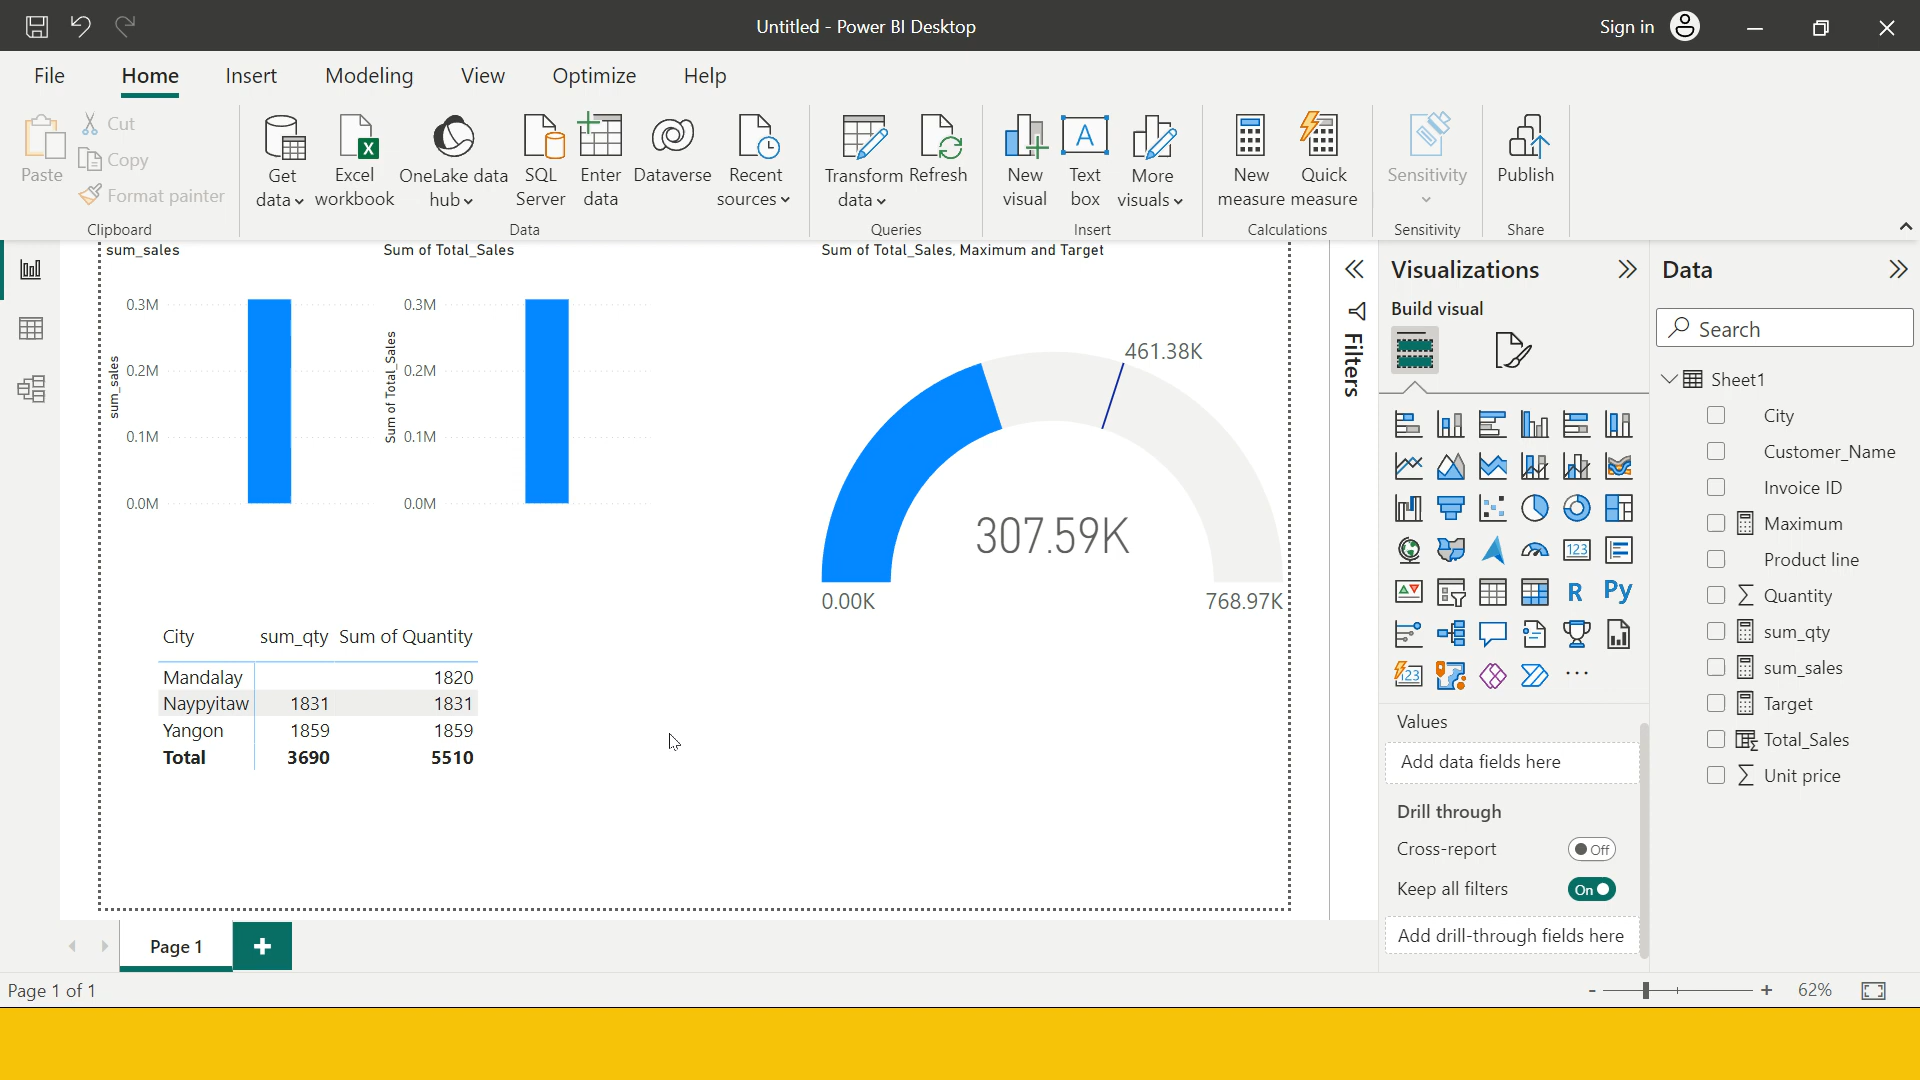 Untitled - Power BI Desktop
Sign in
File Home Insert Modeling View Optimize Help
Paste
Cut
Copy
Format painter
Clipboard
Get data
Excel workbook
OneLake data hub
SQL Server
Enter data
Dataverse
Recent sources
Data
Transform data
Refresh
Queries
New visual
A
Text box
More visuals
Insert
New measure
Quick measure
Calculations
Sensitivity
Sensitivity
Publish
Share
sum_sales
0.3M
0.2M
0.1M
0.0M
sum_sales
Sum of Total_Sales
0.3M
0.2M
0.1M
0.0M
Sum of Total_Sales
Sum of Total_Sales, Maximum and Target
461.38K
307.59K
0.00K
768.97K
City sum_qty Sum of Quantity
Mandalay 1820
Naypyitaw 1831 1831
Yangon 1859 1859
Total 3690 5510
Filters
Visualizations
Build visual
123
R
Py
123
Values
Add data fields here
Drill through
Cross-report Off
Keep all filters On
Add drill-through fields here
Data
Search
Sheet1
City
Customer_Name
Invoice ID
Maximum
Product line
Quantity
sum_qty
sum_sales
Target
Total_Sales
Unit price
Page 1
Page 1 of 1
62%